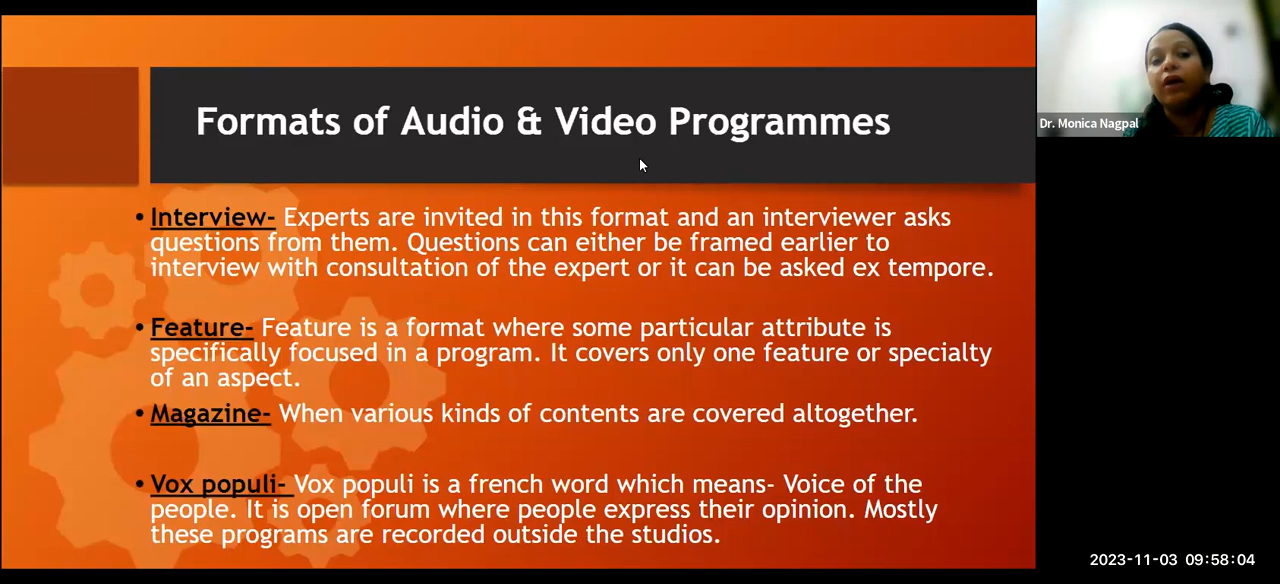 Formats of Audio & Video Programmes
Dr. Monica Nagpal
• Interview- Experts are invited in this format and an interviewer asks
questions from them. Questions can either be framed earlier to
interview with consultation of the expert or it can be asked ex tempore.
• Feature- Feature is a format where some particular attribute is
specifically focused in a program. It covers only one feature or specialty
of an aspect.
• Magazine- When various kinds of contents are covered altogether.
• Vox populi- Vox populi is a french word which means- Voice of the
people. It is open forum where people express their opinion. Mostly
these programs are recorded outside the studios.
2023-11-03 09:58:04